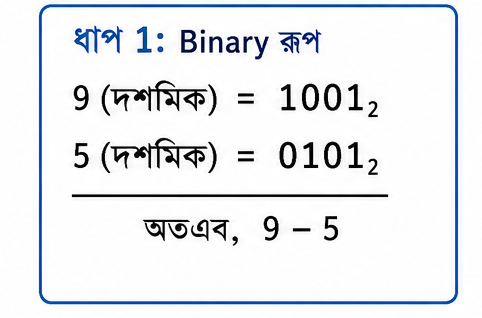 ধাপ 1: Binary রূপ
9 (দশমিক) = 1001₂
5 (দশমিক) = 0101₂
অতএব, 9 – 5